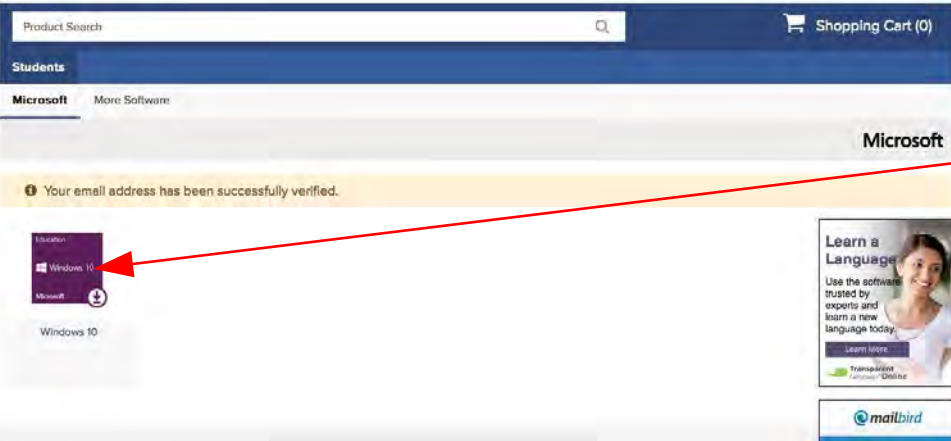 Product Search
Shopping Cart (0)
Students
Microsoft More Software
Microsoft
Your email address has been successfully verified.
Education
Windows 10
Microsoft
Windows 10
Learn a
Language
Use the software
trusted by
experts and
learn a new
language today.
Learn More
Transparent
Language Online
mailbird